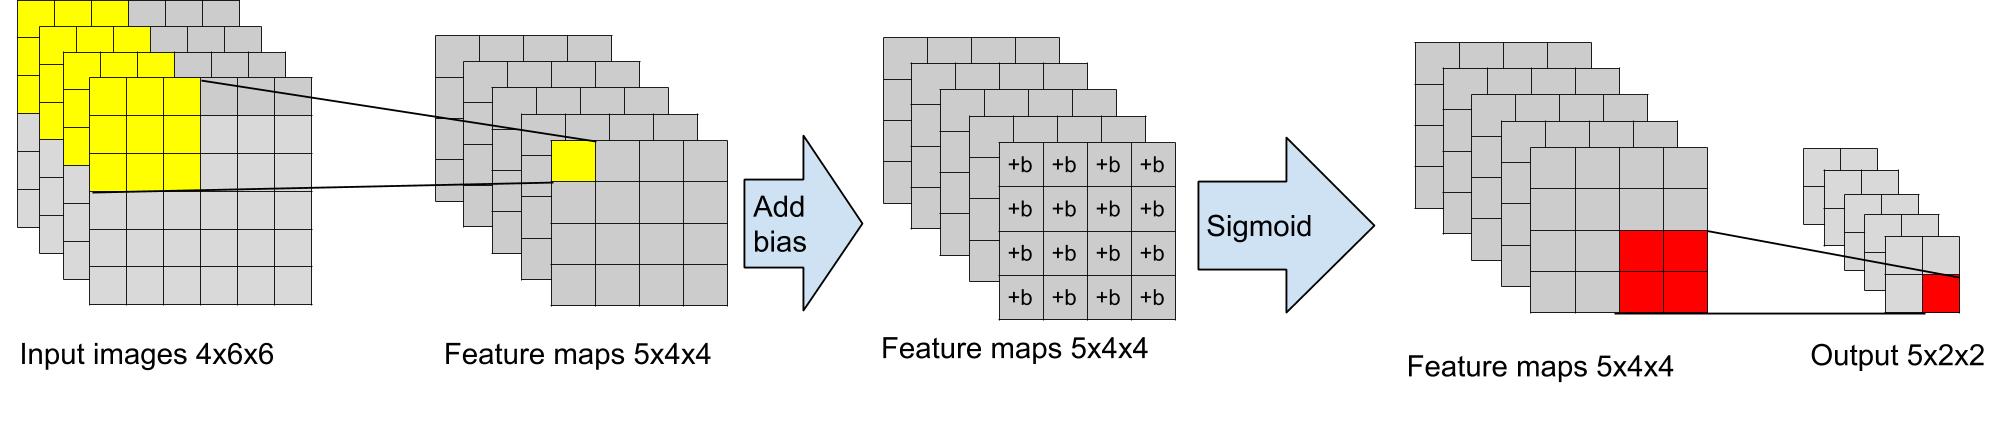 +b +b +b +b
+b +b +b +b
+b +b +b +b
+b +b +b +b
Add
bias
Sigmoid
Input images 4x6x6
Feature maps 5x4x4
Feature maps 5x4x4
Feature maps 5x4x4
Output 5x2x2